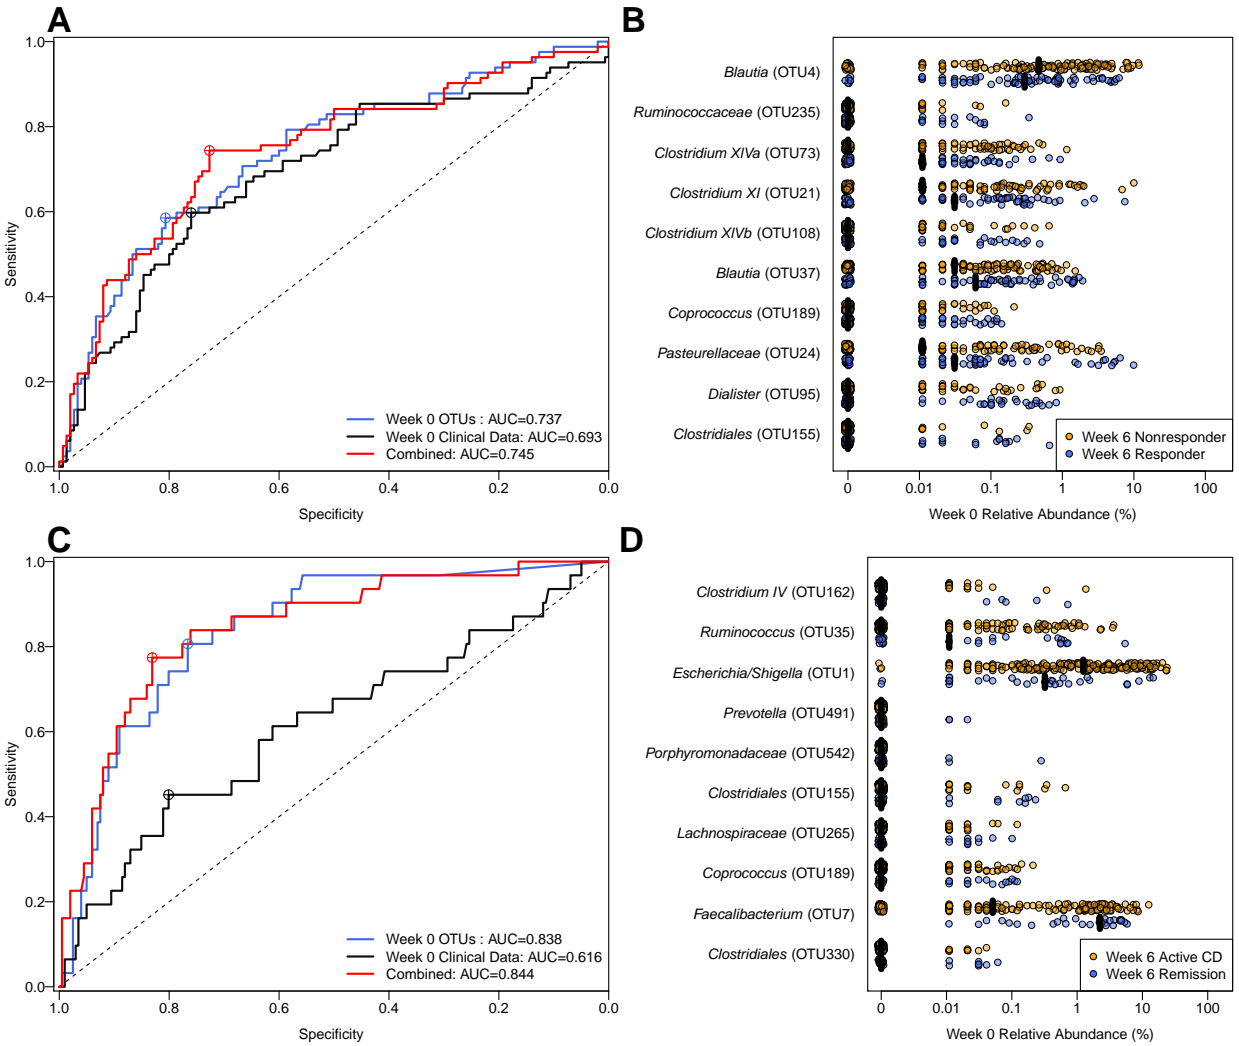 A
1.0
0.8
0.6
0.4
0.2
0.0
Sensitivity
Week 0 OTUs : AUC=0.737
Week 0 Clinical Data: AUC=0.693
Combined: AUC=0.745
1.0 0.8 0.6 0.4 0.2 0.0
Specificity
B
Blautia (OTU4)
Ruminococcaceae (OTU235)
Clostridium XIVa (OTU73)
Clostridium XI (OTU21)
Clostridium XIVb (OTU108)
Blautia (OTU37)
Coprococcus (OTU189)
Pasteurellaceae (OTU24)
Dialister (OTU95)
Clostridiales (OTU155)
Week 6 Nonresponder
Week 6 Responder
0 0.01 0.1 1 10 100
Week 0 Relative Abundance (%)
C
1.0
0.8
0.6
0.4
0.2
0.0
Sensitivity
Week 0 OTUs : AUC=0.838
Week 0 Clinical Data: AUC=0.616
Combined: AUC=0.844
1.0 0.8 0.6 0.4 0.2 0.0
Specificity
D
Clostridium IV (OTU162)
Ruminococcus (OTU35)
Escherichia/Shigella (OTU1)
Prevotella (OTU491)
Porphyromonadaceae (OTU542)
Clostridiales (OTU155)
Lachnospiraceae (OTU265)
Coprococcus (OTU189)
Faecalibacterium (OTU7)
Clostridiales (OTU330)
Week 6 Active CD
Week 6 Remission
0 0.01 0.1 1 10 100
Week 0 Relative Abundance (%)